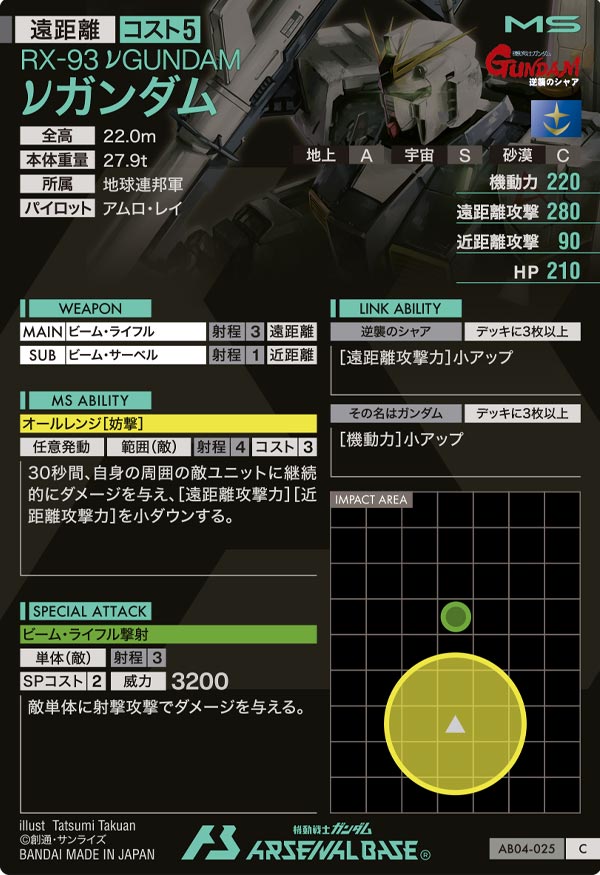 遠距離 コスト5 MS
RX-93 νGUNDAM
νガンダム
機動戦士ガンダム
GUNDAM
逆襲のシャア
全高 22.0m
本体重量 27.9t
所属 地球連邦軍
パイロット アムロ・レイ
地上 A 宇宙 S 砂漠 C
機動力 220
遠距離攻撃 280
近距離攻撃 90
HP 210
WEAPON
MAIN ビーム・ライフル 射程 3 遠距離
SUB ビーム・サーベル 射程 1 近距離
MS ABILITY
オールレンジ[妨撃]
任意発動 範囲(敵) 射程 4 コスト 3
30秒間、自身の周囲の敵ユニットに継続
的にダメージを与え、[遠距離攻撃力][近
距離攻撃力]を小ダウンする。
SPECIAL ATTACK
ビーム・ライフル撃射
単体(敵) 射程 3
SPコスト 2 威力 3200
敵単体に射撃攻撃でダメージを与える。
LINK ABILITY
逆襲のシャア デッキに3枚以上
[遠距離攻撃力]小アップ
その名はガンダム デッキに3枚以上
[機動力]小アップ
IMPACT AREA
illust Tatsumi Takuan
©創通・サンライズ
BANDAI MADE IN JAPAN
機動戦士ガンダム
AB ARSENAL BASE®
AB04-025 C